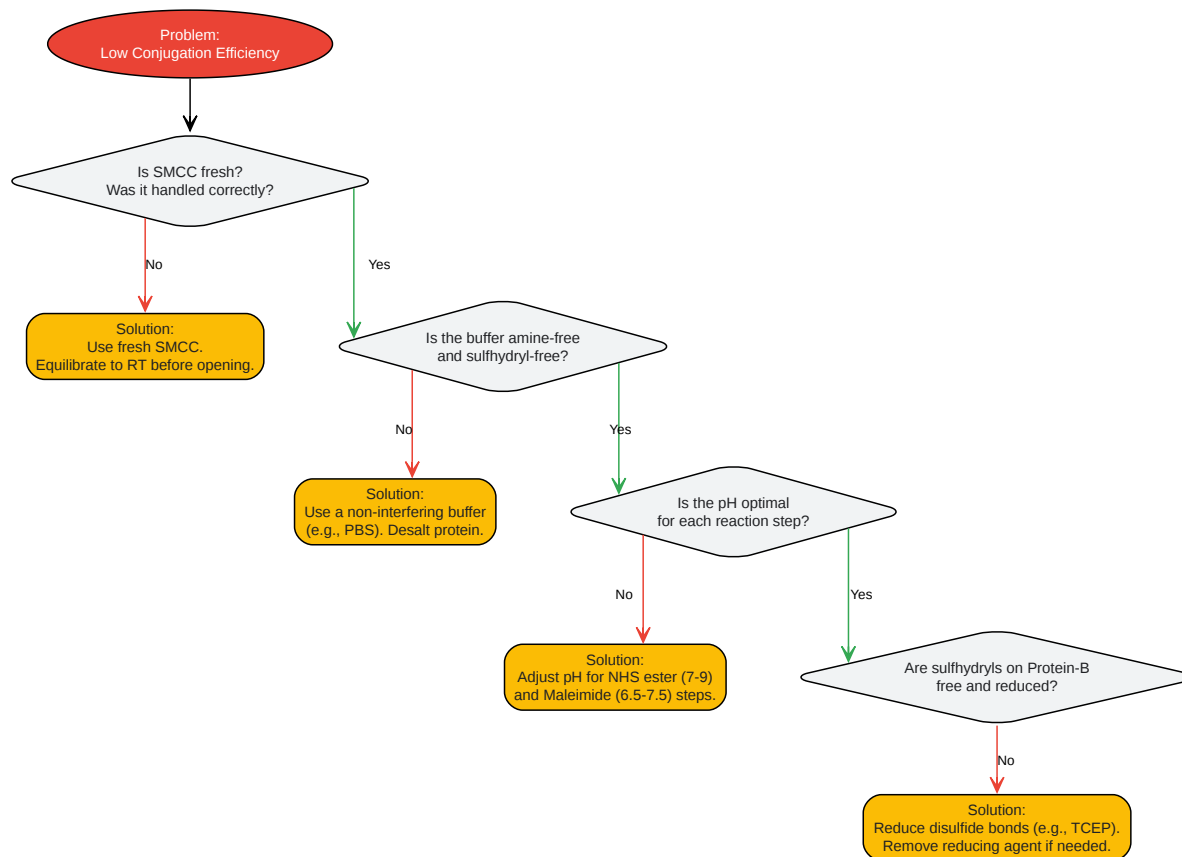 Problem:
Low Conjugation Efficiency
Is SMCC fresh?
Was it handled correctly?
No
Yes
Solution:
Use fresh SMCC.
Equilibrate to RT before opening.
Is the buffer amine-free
and sulfhydryl-free?
No
Yes
Solution:
Use a non-interfering buffer
(e.g., PBS). Desalt protein.
Is the pH optimal
for each reaction step?
No
Yes
Solution:
Adjust pH for NHS ester (7-9)
and Maleimide (6.5-7.5) steps.
Are sulfhydryls on Protein-B
free and reduced?
No
Solution:
Reduce disulfide bonds (e.g., TCEP).
Remove reducing agent if needed.